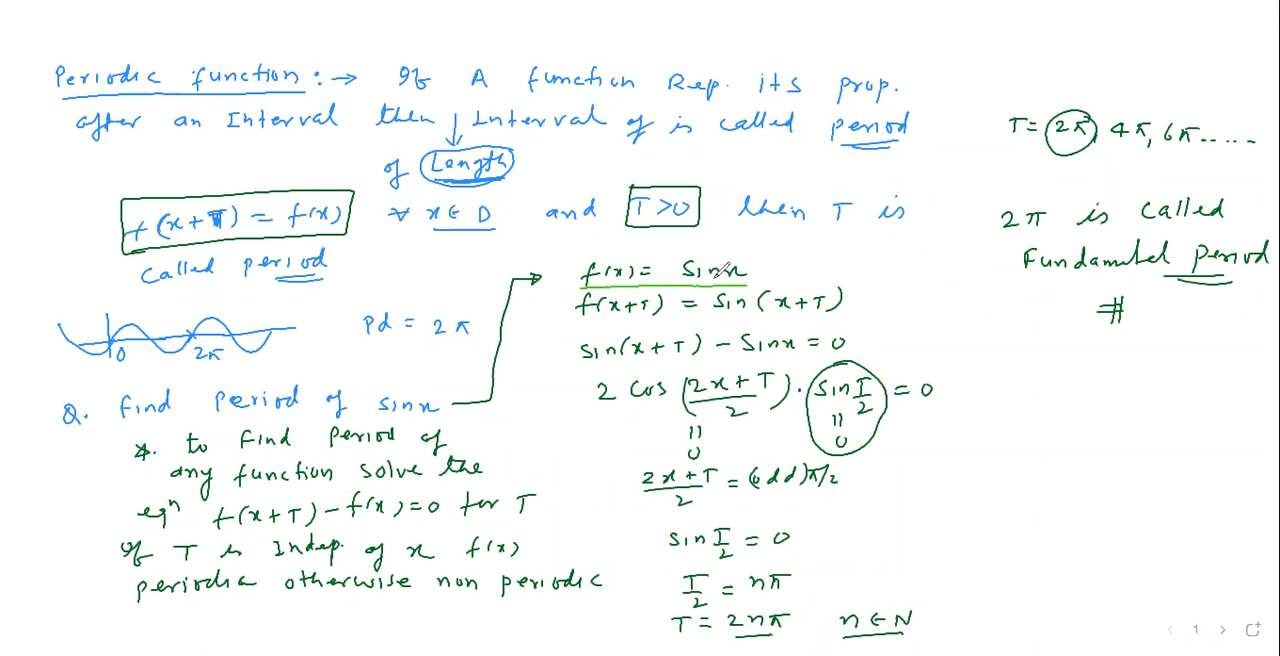 Periodic function : → If A function Rep. its prop.
after an Interval then Interval of is called period
of Length
f(x+T) = f(x) ∀ x ∈ D and T>0 then T is
called period
0 2π Pd = 2π
Q. Find Period of sinx
*. to Find Period of
any function solve the
eqⁿ f(x+T) - f(x) = 0 for T
If T is Indep. of x f(x)
periodic otherwise non periodic
f(x) = Sinx
f(x+T) = Sin(x+T)
Sin(x+T) - Sinx = 0
2 Cos (2x+T)/2 . Sin T/2 = 0
= 0 = 0
(2x+T)/2 = (odd)π/2
Sin T/2 = 0
T/2 = nπ
T = 2nπ n ∈ N
T = 2π, 4π, 6π.....
2π is called
Fundamental Period
#
1